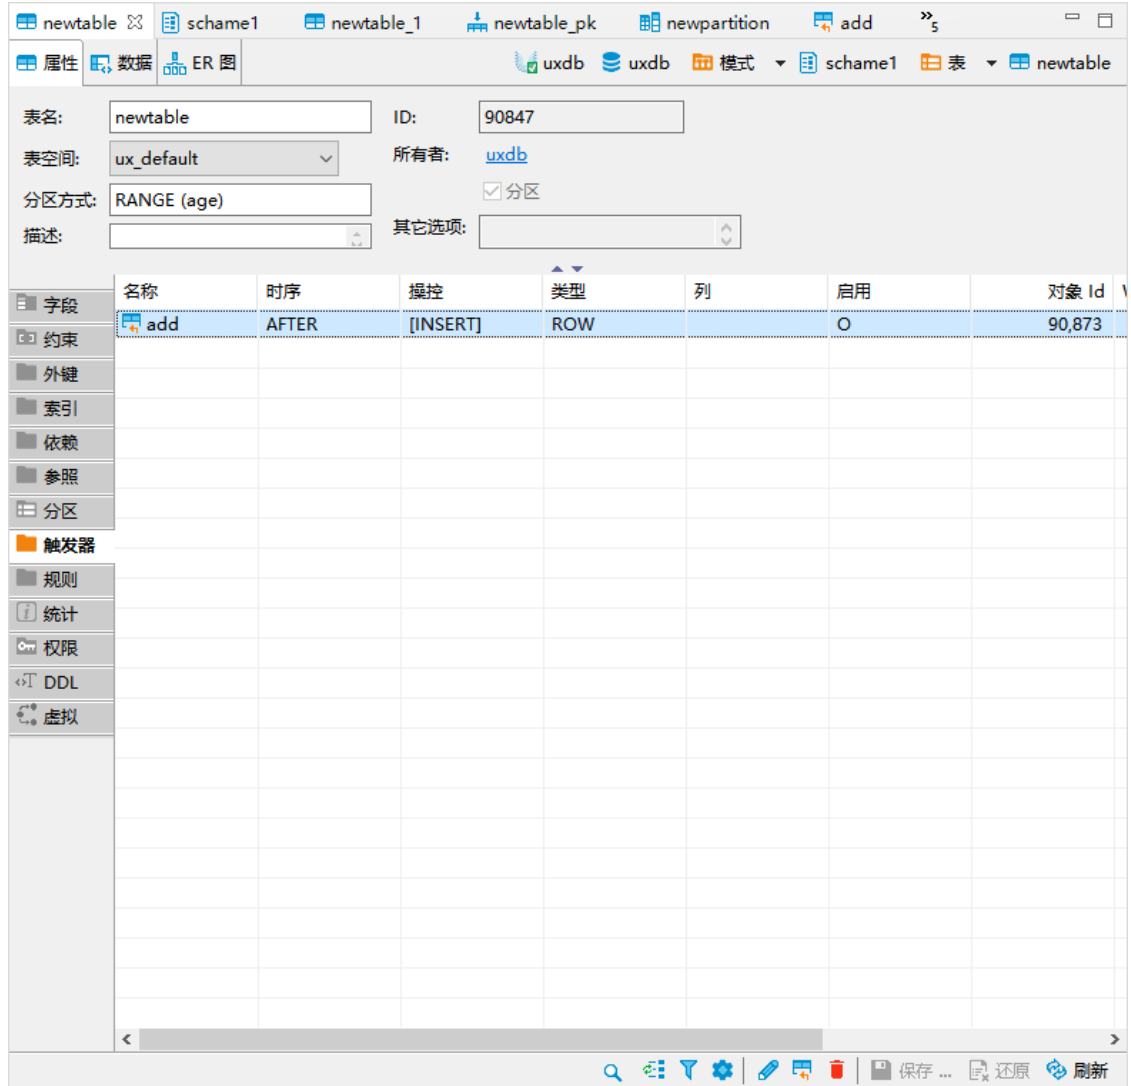 newtable schame1 newtable_1 newtable_pk newpartition add »5
属性 数据 ER 图 uxdb uxdb 模式 schame1 表 newtable
表名: newtable ID: 90847
表空间: ux_default 所有者: uxdb
分区方式: RANGE (age) 分区
描述: 其它选项:
名称 时序 操控 类型 列 启用 对象 Id
add AFTER [INSERT] ROW O 90,873
字段
约束
外键
索引
依赖
参照
分区
触发器
规则
统计
权限
DDL
虚拟
保存 ... 还原 刷新